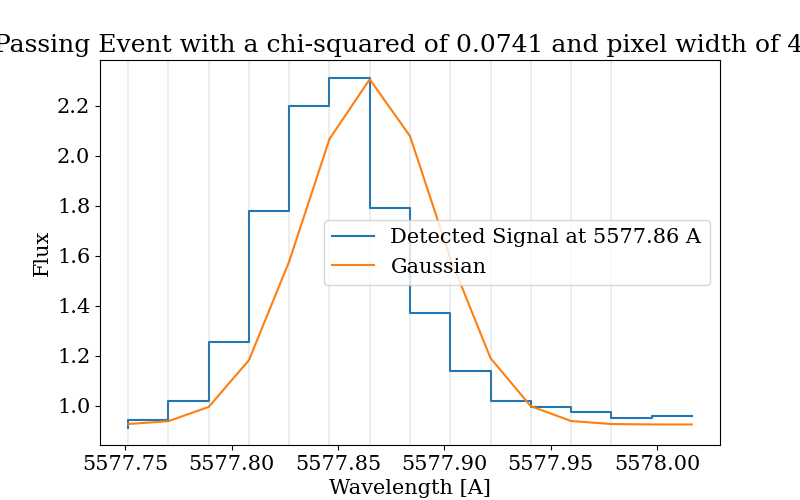 Passing Event with a chi-squared of 0.0741 and pixel width of 4
Flux
2.2
2.0
1.8
1.6
1.4
1.2
1.0
Detected Signal at 5577.86 A
Gaussian
5577.75 5577.80 5577.85 5577.90 5577.95 5578.00
Wavelength [A]